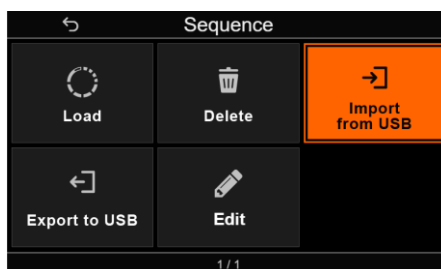 Sequence
Load
Delete
Import
from USB
Export to USB
Edit
1/1